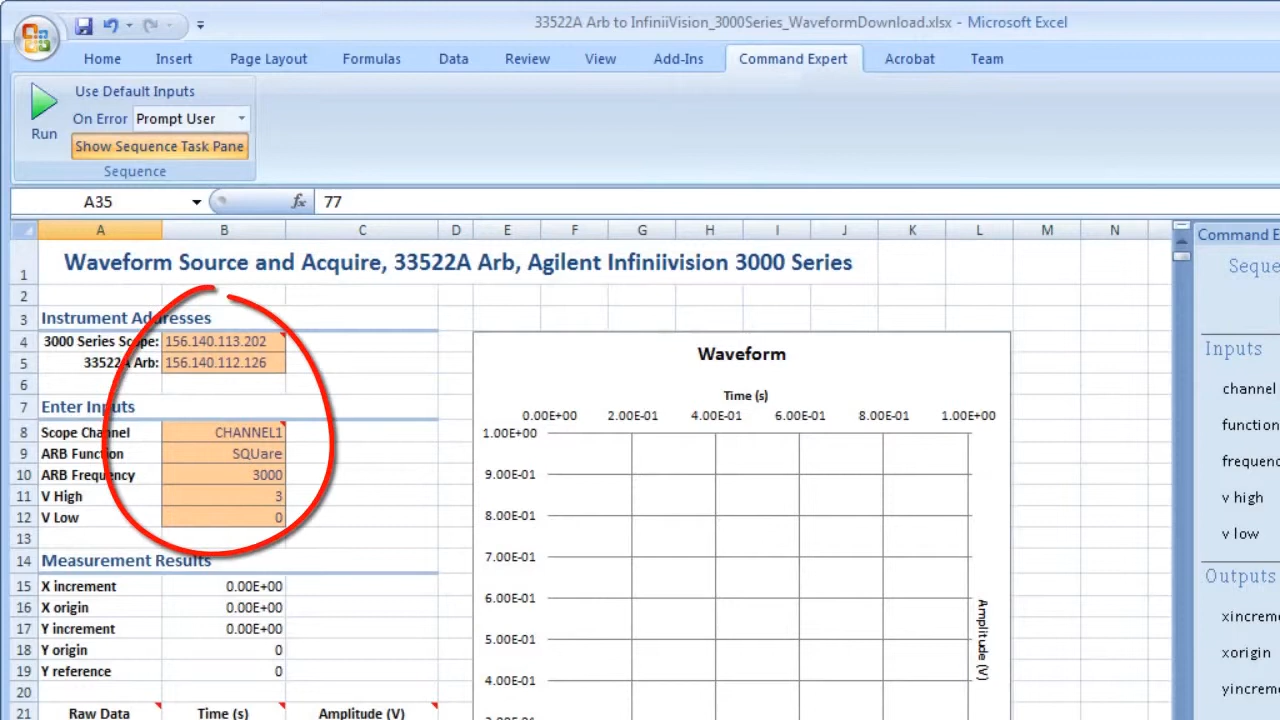 33522A Arb to InfiniiVision_3000Series_WaveformDownload.xlsx - Microsoft Excel
Home Insert Page Layout Formulas Data Review View Add-Ins Command Expert Acrobat Team
Run
Use Default Inputs
On Error Prompt User
Show Sequence Task Pane
Sequence
A35 fx 77
A B C D E F G H I J K L M N
Command E
1 Waveform Source and Acquire, 33522A Arb, Agilent Infiniivision 3000 Series
Seque
2
3 Instrument Addresses
4 3000 Series Scope: 156.140.113.202
5 33522A Arb: 156.140.112.126
6
7 Enter Inputs
8 Scope Channel CHANNEL1
9 ARB Function SQUare
10 ARB Frequency 3000
11 V High 3
12 V Low 0
13
14 Measurement Results
15 X increment 0.00E+00
16 X origin 0.00E+00
17 Y increment 0.00E+00
18 Y origin 0
19 Y reference 0
20
21 Raw Data Time (s) Amplitude (V)
Waveform
Time (s)
0.00E+00 2.00E-01 4.00E-01 6.00E-01 8.00E-01 1.00E+00
1.00E+00
9.00E-01
8.00E-01
7.00E-01
6.00E-01
5.00E-01
4.00E-01
3.00E-01
Amplitude (V)
Inputs
channel
function
frequenc
v high
v low
Outputs
xincreme
xorigin
yincreme